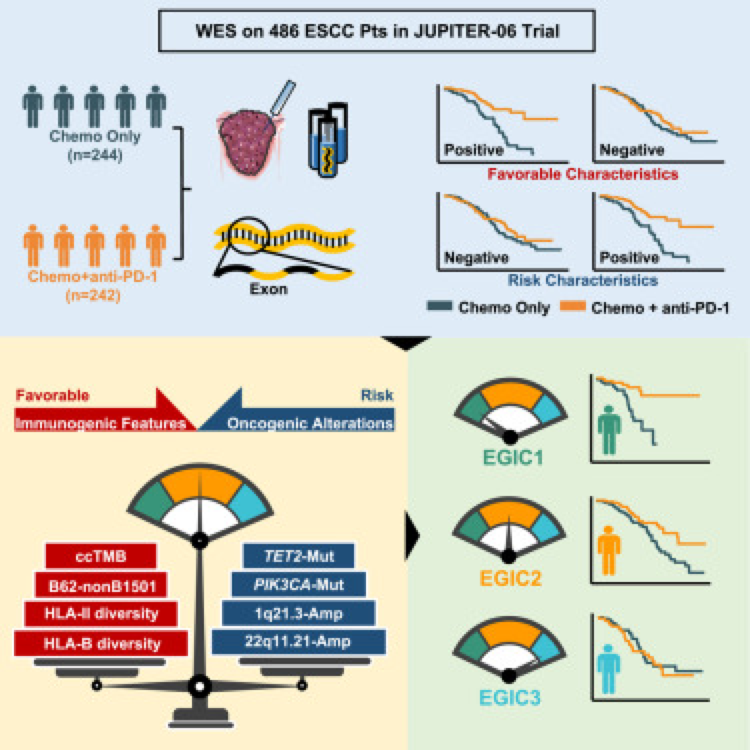 WES on 486 ESCC Pts in JUPITER-06 Trial
Chemo Only
(n=244)
Chemo+anti-PD-1
(n=242)
Exon
Positive
Negative
Favorable Characteristics
Negative
Positive
Risk Characteristics
Chemo Only
Chemo + anti-PD-1
Favorable
Immunogenic Features
Risk
Oncogenic Alterations
ccTMB
B62-nonB1501
HLA-II diversity
HLA-B diversity
TET2-Mut
PIK3CA-Mut
1q21.3-Amp
22q11.21-Amp
EGIC1
EGIC2
EGIC3